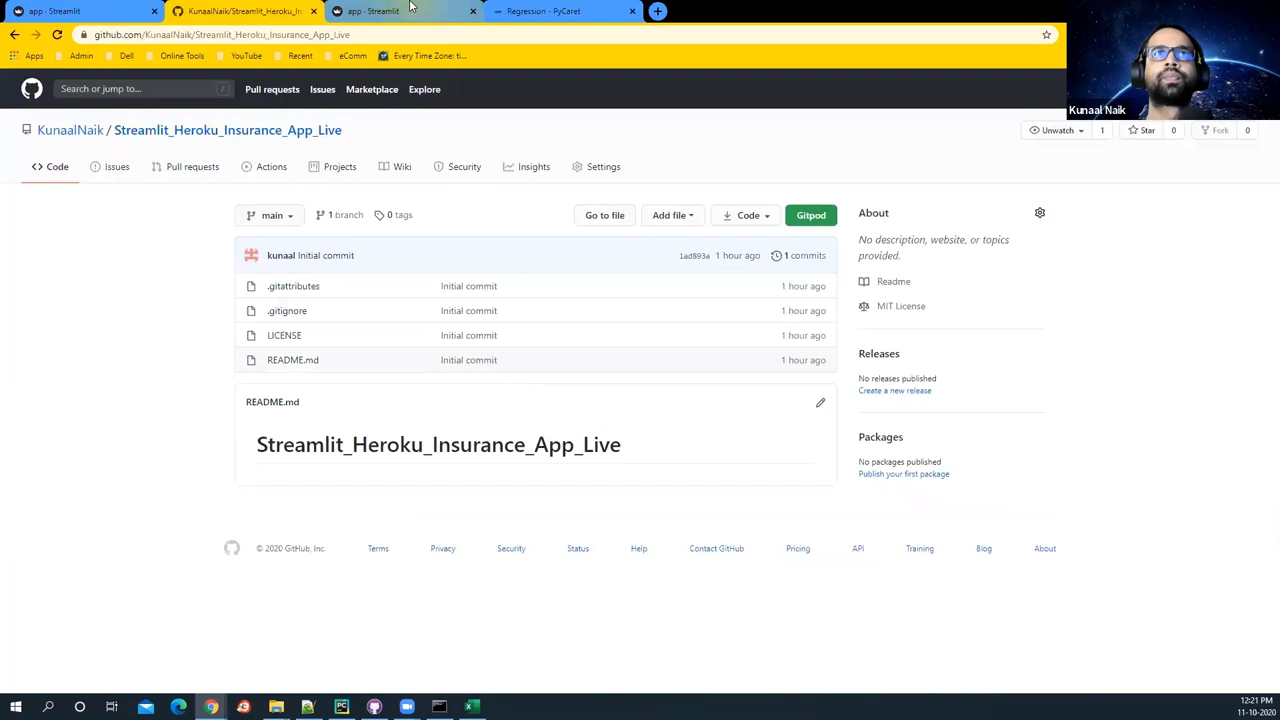 app · Streamlit
KunaalNaik/Streamlit_Heroku_In
app · Streamlit
Regression - PyCaret
github.com/KunaalNaik/Streamlit_Heroku_Insurance_App_Live
Apps Admin Dell Online Tools YouTube Recent eComm Every Time Zone: ti...
Search or jump to... /
Pull requests Issues Marketplace Explore
Kunaal Naik
KunaalNaik / Streamlit_Heroku_Insurance_App_Live
Unwatch 1 Star 0 Fork 0
Code Issues Pull requests Actions Projects Wiki Security Insights Settings
main 1 branch 0 tags Go to file Add file Code Gitpod
kunaal Initial commit 1ad893a 1 hour ago 1 commits
.gitattributes Initial commit 1 hour ago
.gitignore Initial commit 1 hour ago
LICENSE Initial commit 1 hour ago
README.md Initial commit 1 hour ago
README.md
Streamlit_Heroku_Insurance_App_Live
About
No description, website, or topics
provided.
Readme
MIT License
Releases
No releases published
Create a new release
Packages
No packages published
Publish your first package
© 2020 GitHub, Inc. Terms Privacy Security Status Help Contact GitHub Pricing API Training Blog About
12:21 PM
11-10-2020